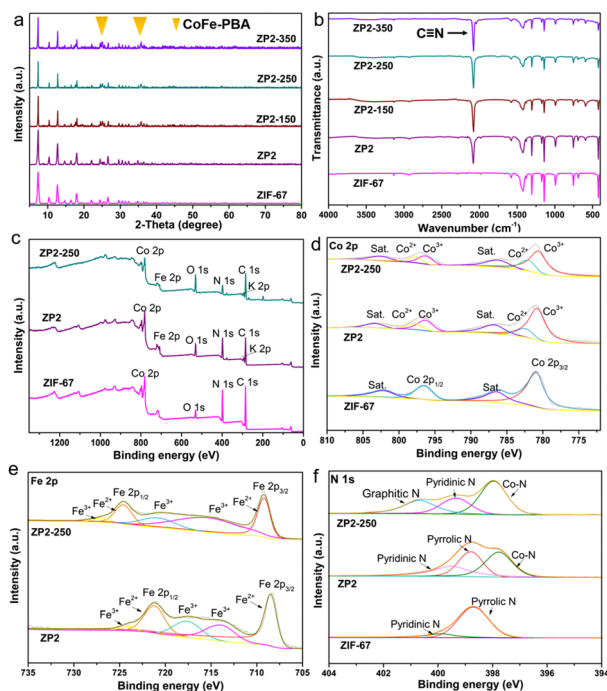 a
CoFe-PBA
ZP2-350
ZP2-250
ZP2-150
ZP2
ZIF-67
Intensity (a.u.)
5 10 20 30 40 50 60 70 80
2-Theta (degree)
b
C≡N
ZP2-350
ZP2-250
ZP2-150
ZP2
ZIF-67
Transmittance (a.u.)
4000 3500 3000 2500 2000 1500 1000 500
Wavenumber (cm⁻¹)
c
Co 2p
Fe 2p
O 1s
N 1s
C 1s
K 2p
ZP2-250
Co 2p
Fe 2p
O 1s
N 1s
C 1s
K 2p
ZP2
Co 2p
O 1s
N 1s
C 1s
ZIF-67
Intensity (a.u.)
1200 1000 800 600 400 200 0
Binding energy (eV)
d
Co 2p
Sat. Co²⁺ Co³⁺ Sat. Co²⁺ Co³⁺
ZP2-250
Sat. Co²⁺ Co³⁺ Sat. Co²⁺ Co³⁺
ZP2
Sat. Co 2p₁/₂ Sat. Co 2p₃/₂
ZIF-67
Intensity (a.u.)
810 805 800 795 790 785 780 775
Binding energy (eV)
e
Fe 2p
Fe³⁺ Fe²⁺ Fe 2p₁/₂ Fe³⁺ Fe³⁺ Fe²⁺ Fe 2p₃/₂
ZP2-250
Fe³⁺ Fe²⁺ Fe 2p₁/₂ Fe³⁺ Fe³⁺ Fe²⁺ Fe 2p₃/₂
ZP2
Intensity (a.u.)
735 730 725 720 715 710 705
Binding energy (eV)
f
N 1s
Graphitic N
Pyridinic N
Co-N
ZP2-250
Pyridinic N
Pyrrolic N
Co-N
ZP2
Pyridinic N
Pyrrolic N
ZIF-67
Intensity (a.u.)
404 402 400 398 396 394
Binding energy (eV)